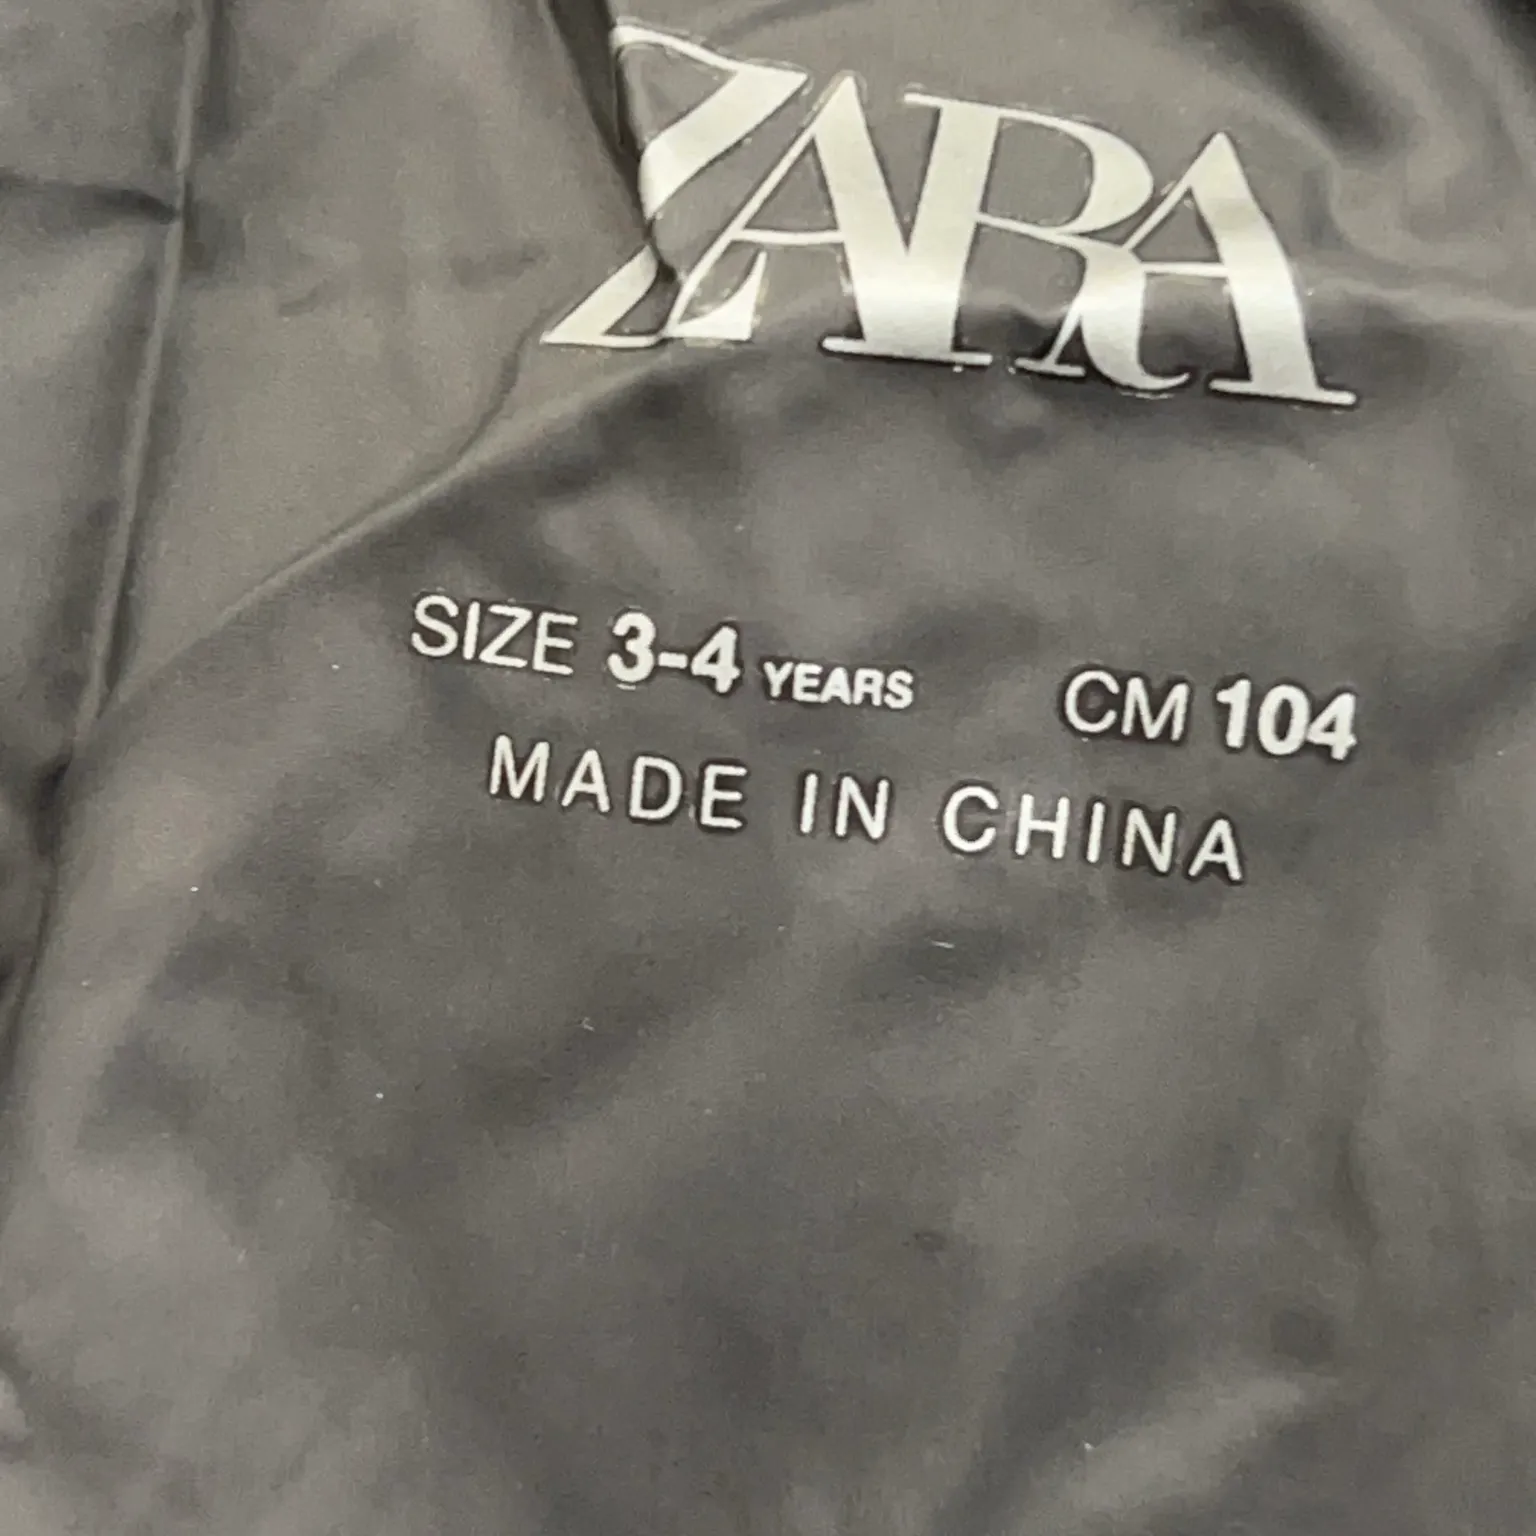 ZARA
SIZE 3-4 YEARS CM 104
MADE IN CHINA